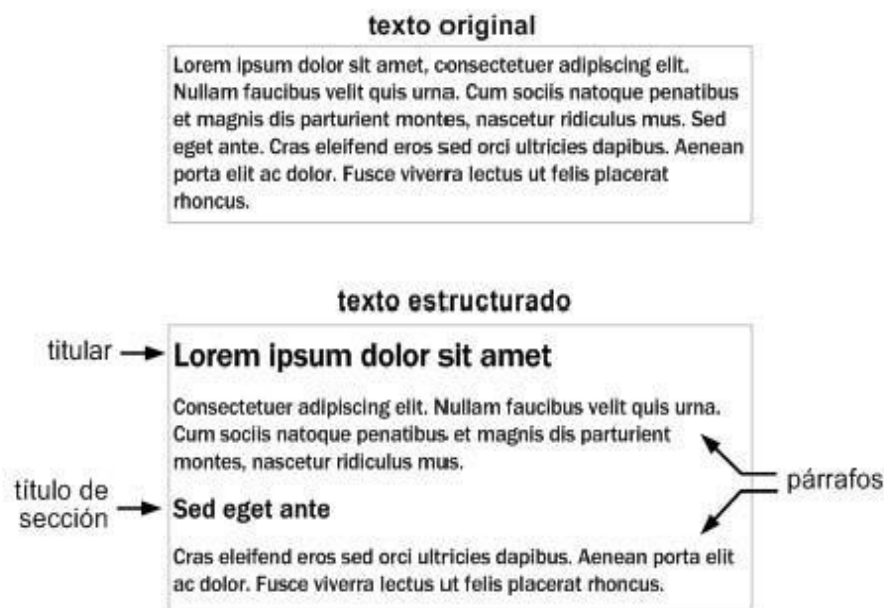 texto original
Lorem ipsum dolor sit amet, consectetuer adipiscing elit.
Nullam faucibus velit quis urna. Cum sociis natoque penatibus
et magnis dis parturient montes, nascetur ridiculus mus. Sed
eget ante. Cras eleifend eros sed orci ultricies dapibus. Aenean
porta elit ac dolor. Fusce viverra lectus ut felis placerat
rhoncus.
texto estructurado
titular
Lorem ipsum dolor sit amet
Consectetuer adipiscing elit. Nullam faucibus velit quis urna.
Cum sociis natoque penatibus et magnis dis parturient
montes, nascetur ridiculus mus.
párrafos
título de
sección
Sed eget ante
Cras eleifend eros sed orci ultricies dapibus. Aenean porta elit
ac dolor. Fusce viverra lectus ut felis placerat rhoncus.